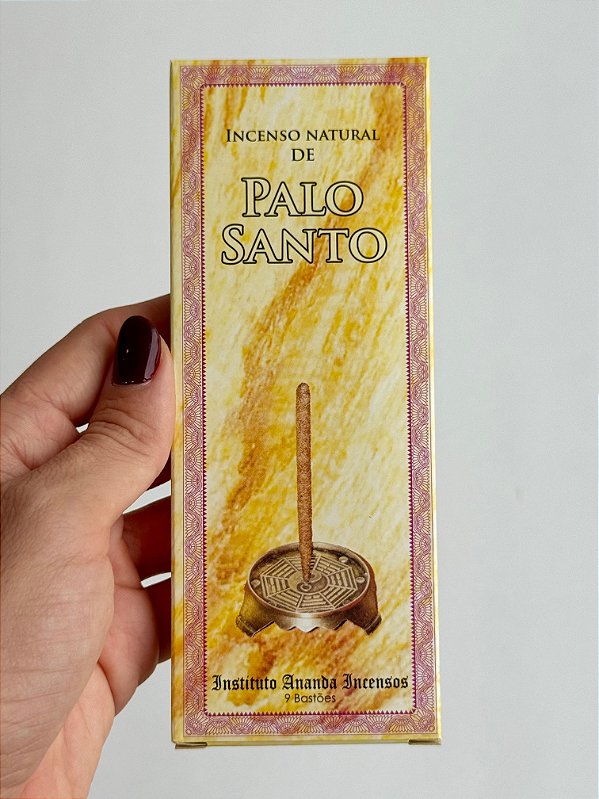 Incenso natural
de
Palo
Santo
Instituto Ananda Incensos
9 Bastões